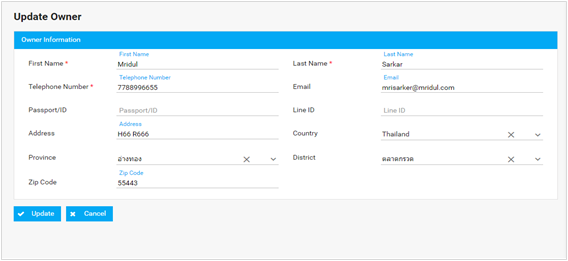 Update Owner
Owner Information
First Name * First Name Mridul Last Name * Last Name Sarkar
Telephone Number * Telephone Number 7788996655 Email Email mrisarker@mridul.com
Passport/ID Passport/ID Line ID Line ID
Address Address H66 R666 Country Thailand
Province อ่างทอง District ตลาดกรวด
Zip Code Zip Code 55443
Update Cancel